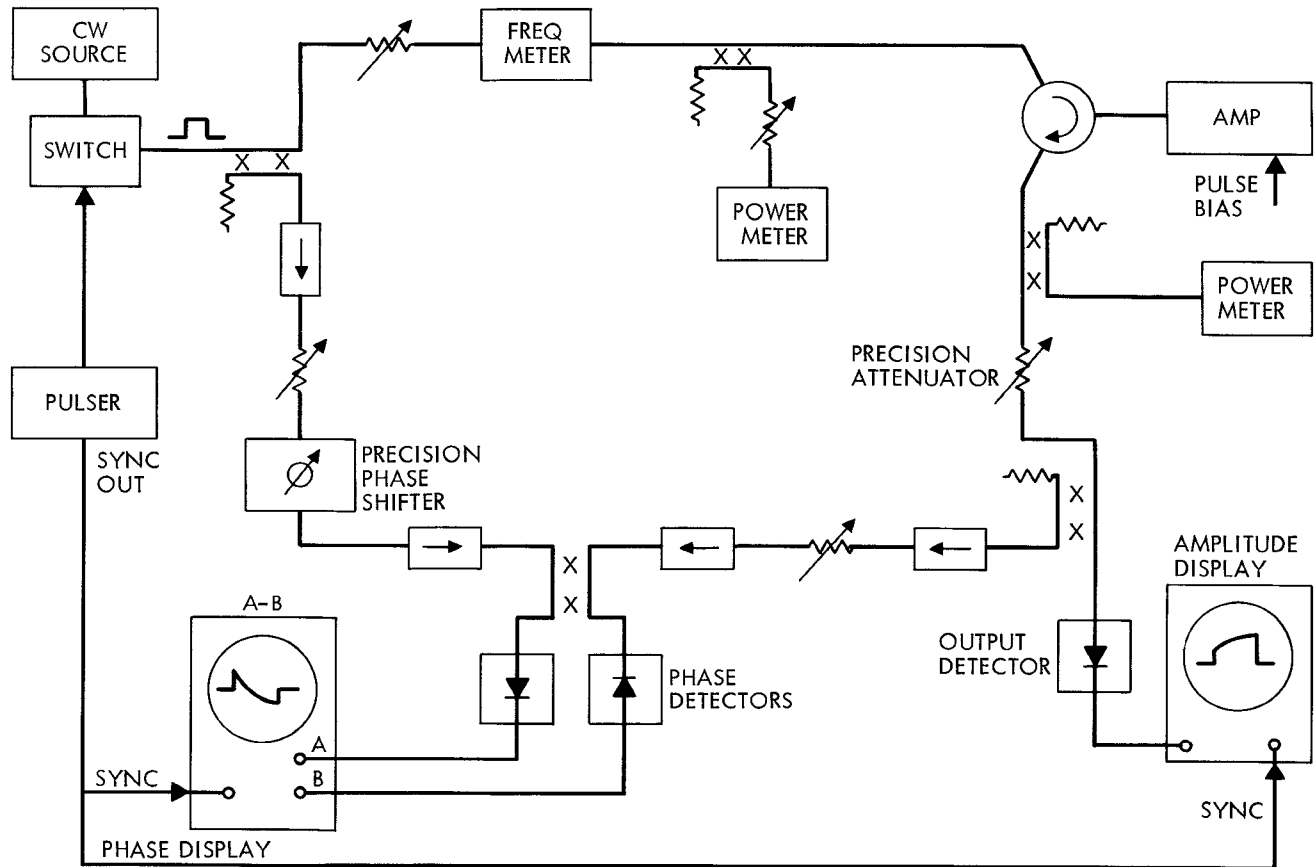 CW
SOURCE
FREQ
METER
X X
AMP
SWITCH
X X
PULSE
BIAS
POWER
METER
X
X
POWER
METER
PRECISION
ATTENUATOR
PULSER
SYNC
OUT
PRECISION
PHASE
SHIFTER
X
X
X
X
AMPLITUDE
DISPLAY
A-B
OUTPUT
DETECTOR
PHASE
DETECTORS
A
B
SYNC
SYNC
PHASE DISPLAY